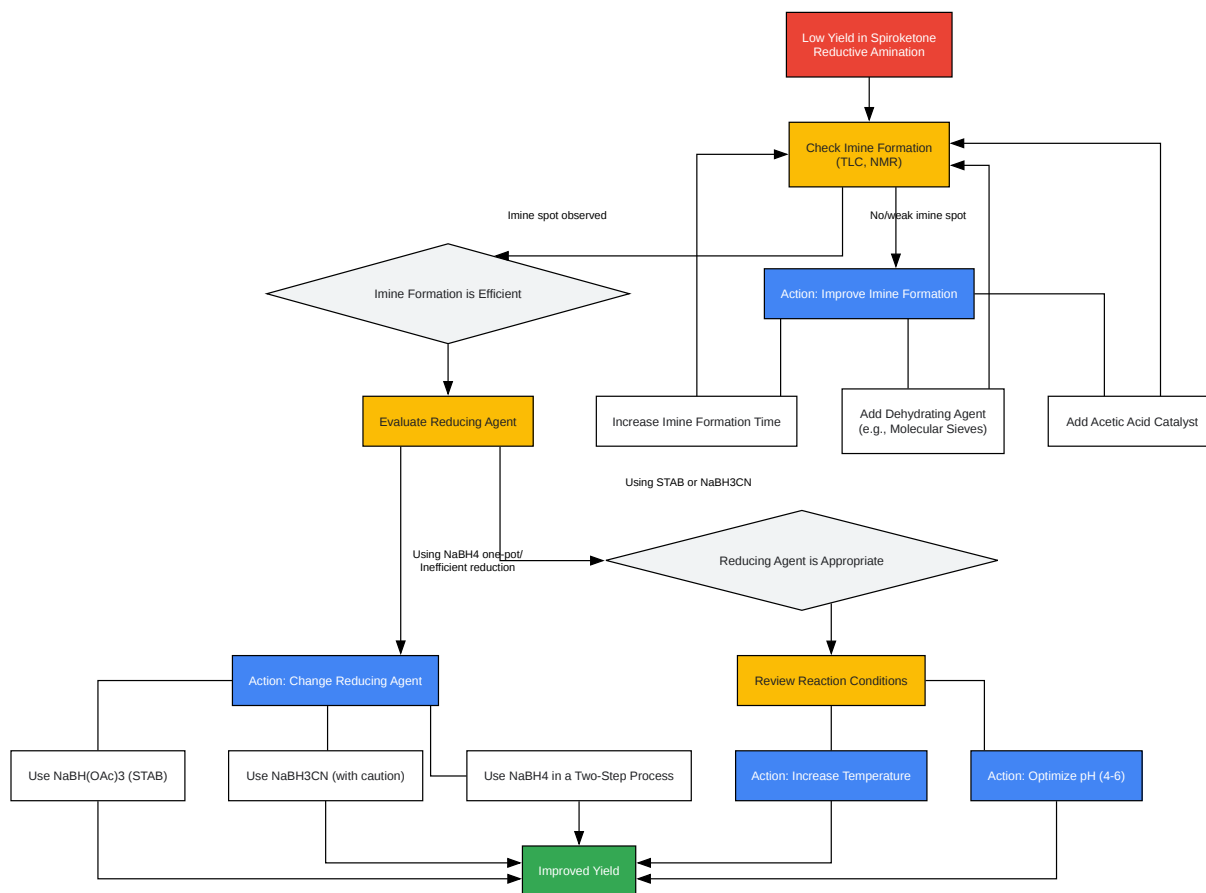 Low Yield in Spiroketone
Reductive Amination
Check Imine Formation
(TLC, NMR)
Imine spot observed
No/weak imine spot
Imine Formation is Efficient
Action: Improve Imine Formation
Evaluate Reducing Agent
Increase Imine Formation Time
Add Dehydrating Agent
(e.g., Molecular Sieves)
Add Acetic Acid Catalyst
Using STAB or NaBH3CN
Using NaBH4 one-pot/
Inefficient reduction
Reducing Agent is Appropriate
Action: Change Reducing Agent
Review Reaction Conditions
Use NaBH(OAc)3 (STAB)
Use NaBH3CN (with caution)
Use NaBH4 in a Two-Step Process
Action: Increase Temperature
Action: Optimize pH (4-6)
Improved Yield